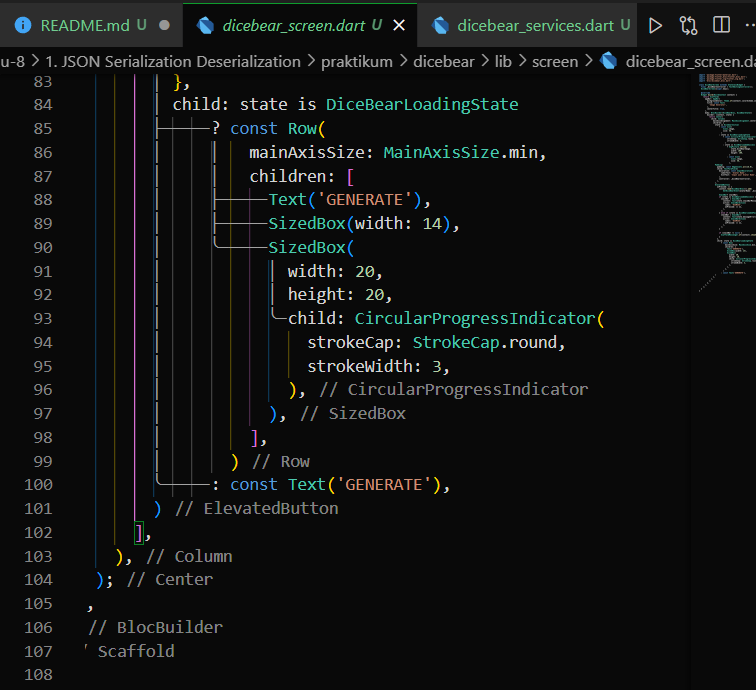 README.md U
dicebear_screen.dart U
dicebear_services.dart U
u-8 > 1. JSON Serialization Deserialization > praktikum > dicebear > lib > screen > dicebear_screen.da
83 },
84 child: state is DiceBearLoadingState
85 ? const Row(
86 mainAxisSize: MainAxisSize.min,
87 children: [
88 Text('GENERATE'),
89 SizedBox(width: 14),
90 SizedBox(
91 width: 20,
92 height: 20,
93 child: CircularProgressIndicator(
94 strokeCap: StrokeCap.round,
95 strokeWidth: 3,
96 ), // CircularProgressIndicator
97 ), // SizedBox
98 ],
99 ) // Row
100 : const Text('GENERATE'),
101 ) // ElevatedButton
102 ],
103 ), // Column
104 ); // Center
105 ,
106 // BlocBuilder
107 Scaffold
108